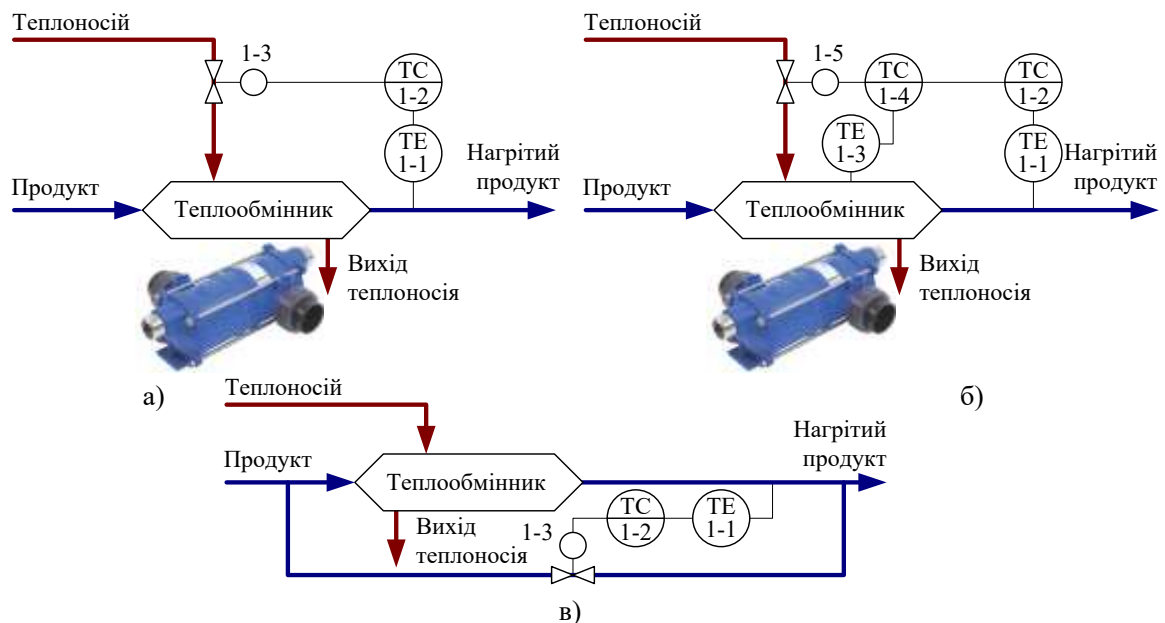 Теплоносій
1-3
TC
1-2
TE
1-1
Продукт
Теплообмінник
Нагрітий
продукт
Вихід
теплоносія
а)
Теплоносій
1-5
TC
1-4
TC
1-2
TE
1-3
TE
1-1
Продукт
Теплообмінник
Нагрітий
продукт
Вихід
теплоносія
б)
Теплоносій
Продукт
Теплообмінник
Нагрітий
продукт
1-3
TC
1-2
TE
1-1
Вихід
теплоносія
в)